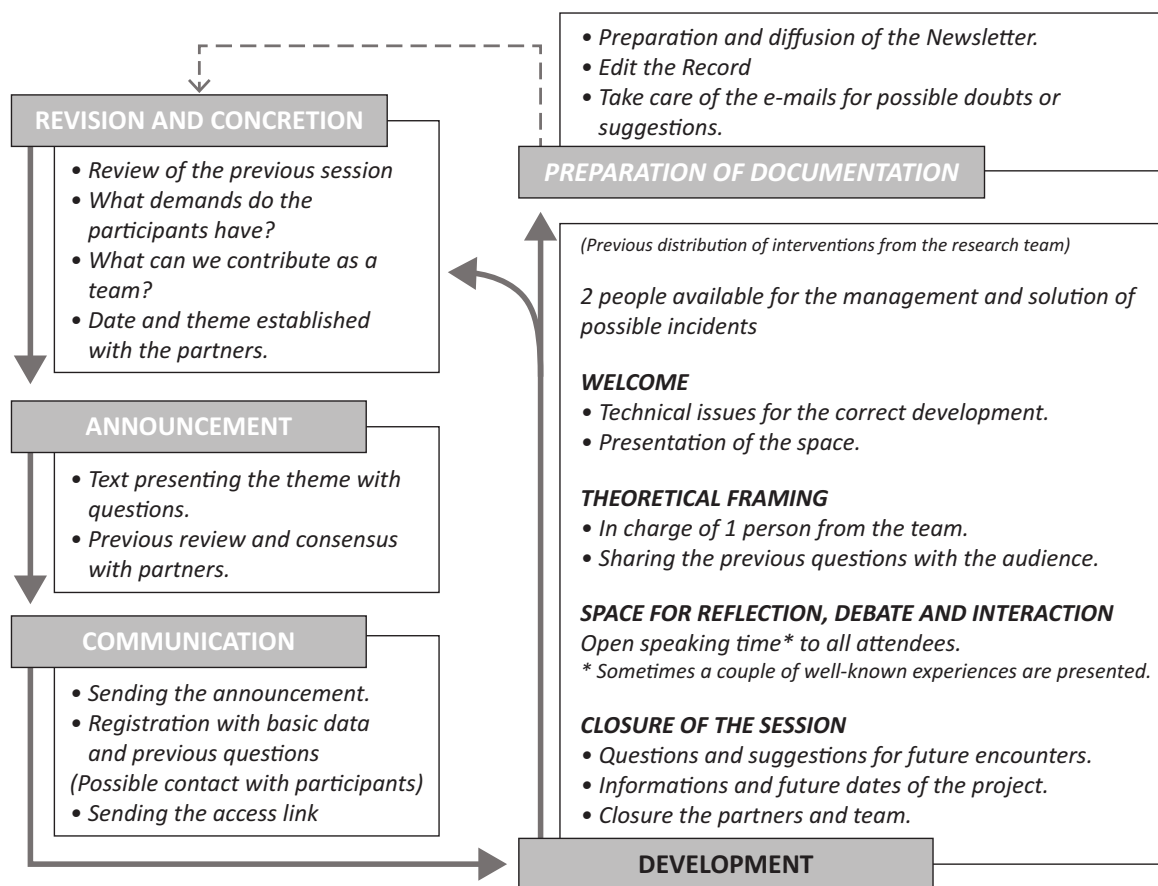 REVISION AND CONCRETION
• Review of the previous session
• What demands do the
participants have?
• What can we contribute as a
team?
• Date and theme established
with the partners.
ANNOUNCEMENT
• Text presenting the theme with
questions.
• Previous review and consensus
with partners.
COMMUNICATION
• Sending the announcement.
• Registration with basic data
and previous questions
(Possible contact with participants)
• Sending the access link
• Preparation and diffusion of the Newsletter.
• Edit the Record
• Take care of the e-mails for possible doubts or
suggestions.
PREPARATION OF DOCUMENTATION
(Previous distribution of interventions from the research team)
2 people available for the management and solution of
possible incidents
WELCOME
• Technical issues for the correct development.
• Presentation of the space.
THEORETICAL FRAMING
• In charge of 1 person from the team.
• Sharing the previous questions with the audience.
SPACE FOR REFLECTION, DEBATE AND INTERACTION
Open speaking time* to all attendees.
* Sometimes a couple of well-known experiences are presented.
CLOSURE OF THE SESSION
• Questions and suggestions for future encounters.
• Informations and future dates of the project.
• Closure the partners and team.
DEVELOPMENT